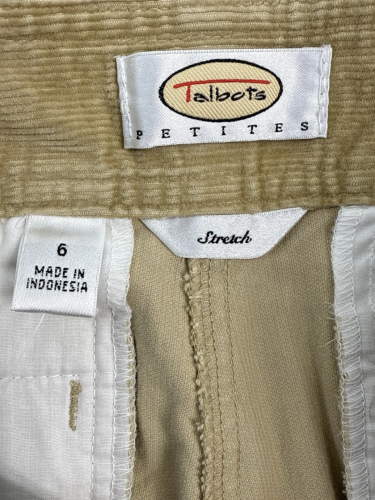 Talbots
PETITES
Stretch
6
MADE IN
INDONESIA